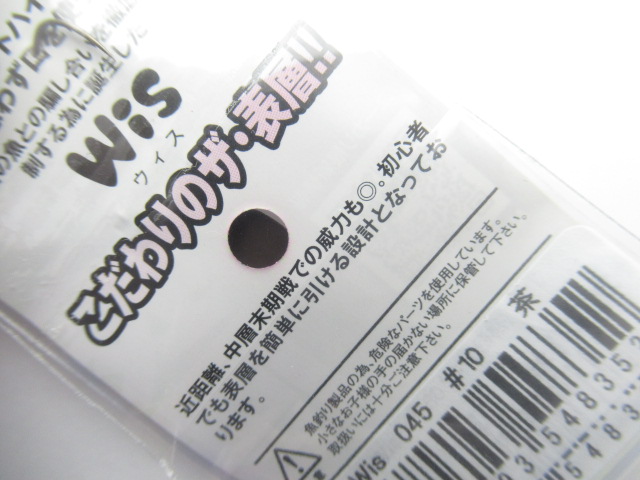 の魚との騙し合いを
制する為に誕生した
Wis
ウィス
こだわりのザ・表層!!
近距離、中層末期戦での威力も◎。初心者
でも表層を簡単に引ける設計となってお
ります。
魚釣り製品の為、危険なパーツを使用しています。
小さなお子様の手の届かない場所に保管して下さい。
取扱いには十分ご注意下さい。
Wis 045 #10 茶